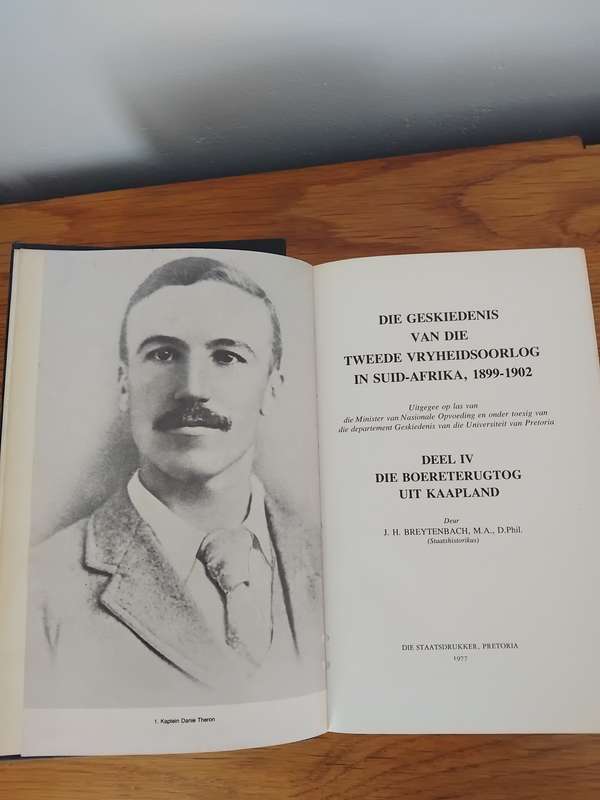 1. Kaptein Danie Theron
DIE GESKIEDENIS
VAN DIE
TWEEDE VRYHEIDSOORLOG
IN SUID-AFRIKA, 1899-1902
Uitgegee op las van
die Minister van Nasionale Opvoeding en onder toesig van
die departement Geskiedenis van die Universiteit van Pretoria
DEEL IV
DIE BOERETERUGTOG
UIT KAAPLAND
Deur
J. H. BREYTENBACH, M.A., D.Phil.
(Staatshistorikus)
DIE STAATSDRUKKER, PRETORIA
1977